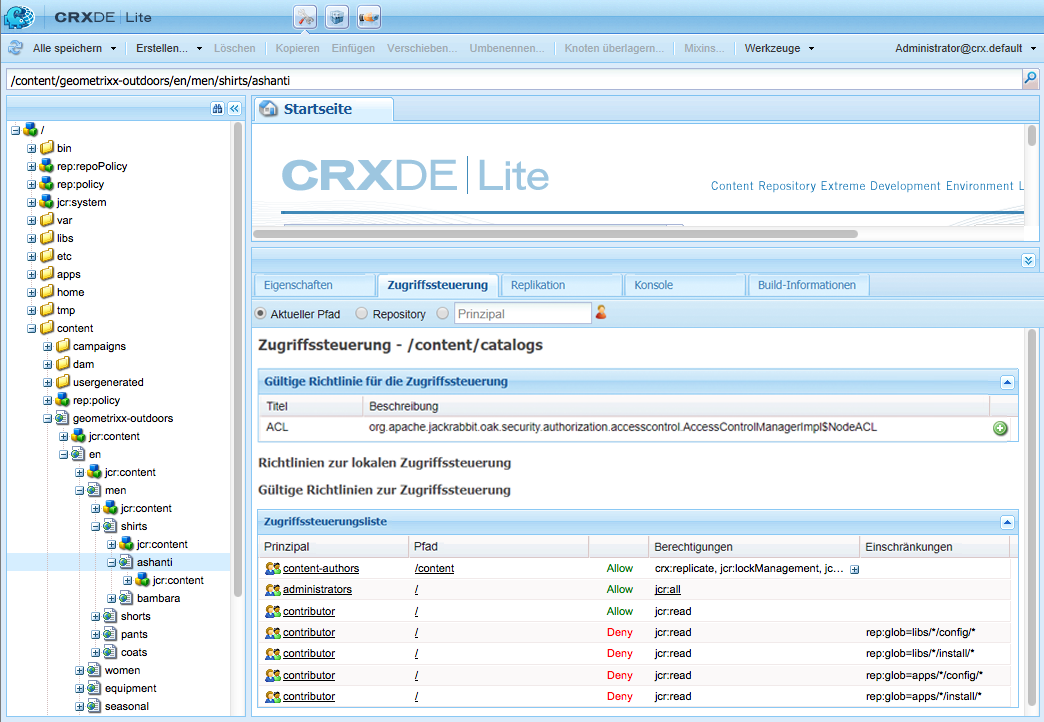 CRXDE | Lite
Alle speichern Erstellen... Löschen Kopieren Einfügen Verschieben... Umbenennen... Knoten überlagern... Mixins... Werkzeuge Administrator@crx.default
/content/geometrixx-outdoors/en/men/shirts/ashanti
/
bin
rep:repoPolicy
rep:policy
jcr:system
var
libs
etc
apps
home
tmp
content
campaigns
dam
usergenerated
rep:policy
geometrixx-outdoors
jcr:content
en
jcr:content
men
jcr:content
shirts
jcr:content
ashanti
jcr:content
bambara
shorts
pants
coats
women
equipment
seasonal
Startseite
CRXDE | Lite
Content Repository Extreme Development Environment L
Eigenschaften Zugriffssteuerung Replikation Konsole Build-Informationen
Aktueller Pfad Repository Prinzipal
Zugriffssteuerung - /content/catalogs
Gültige Richtlinie für die Zugriffssteuerung
Titel Beschreibung
ACL org.apache.jackrabbit.oak.security.authorization.accesscontrol.AccessControlManagerImpl$NodeACL
Richtlinien zur lokalen Zugriffssteuerung
Gültige Richtlinien zur Zugriffssteuerung
Zugriffssteuerungsliste
Prinzipal Pfad Berechtigungen Einschränkungen
content-authors /content Allow crx:replicate, jcr:lockManagement, jc...
administrators / Allow jcr:all
contributor / Allow jcr:read
contributor / Deny jcr:read rep:glob=libs/*/config/*
contributor / Deny jcr:read rep:glob=libs/*/install/*
contributor / Deny jcr:read rep:glob=apps/*/config/*
contributor / Deny jcr:read rep:glob=apps/*/install/*